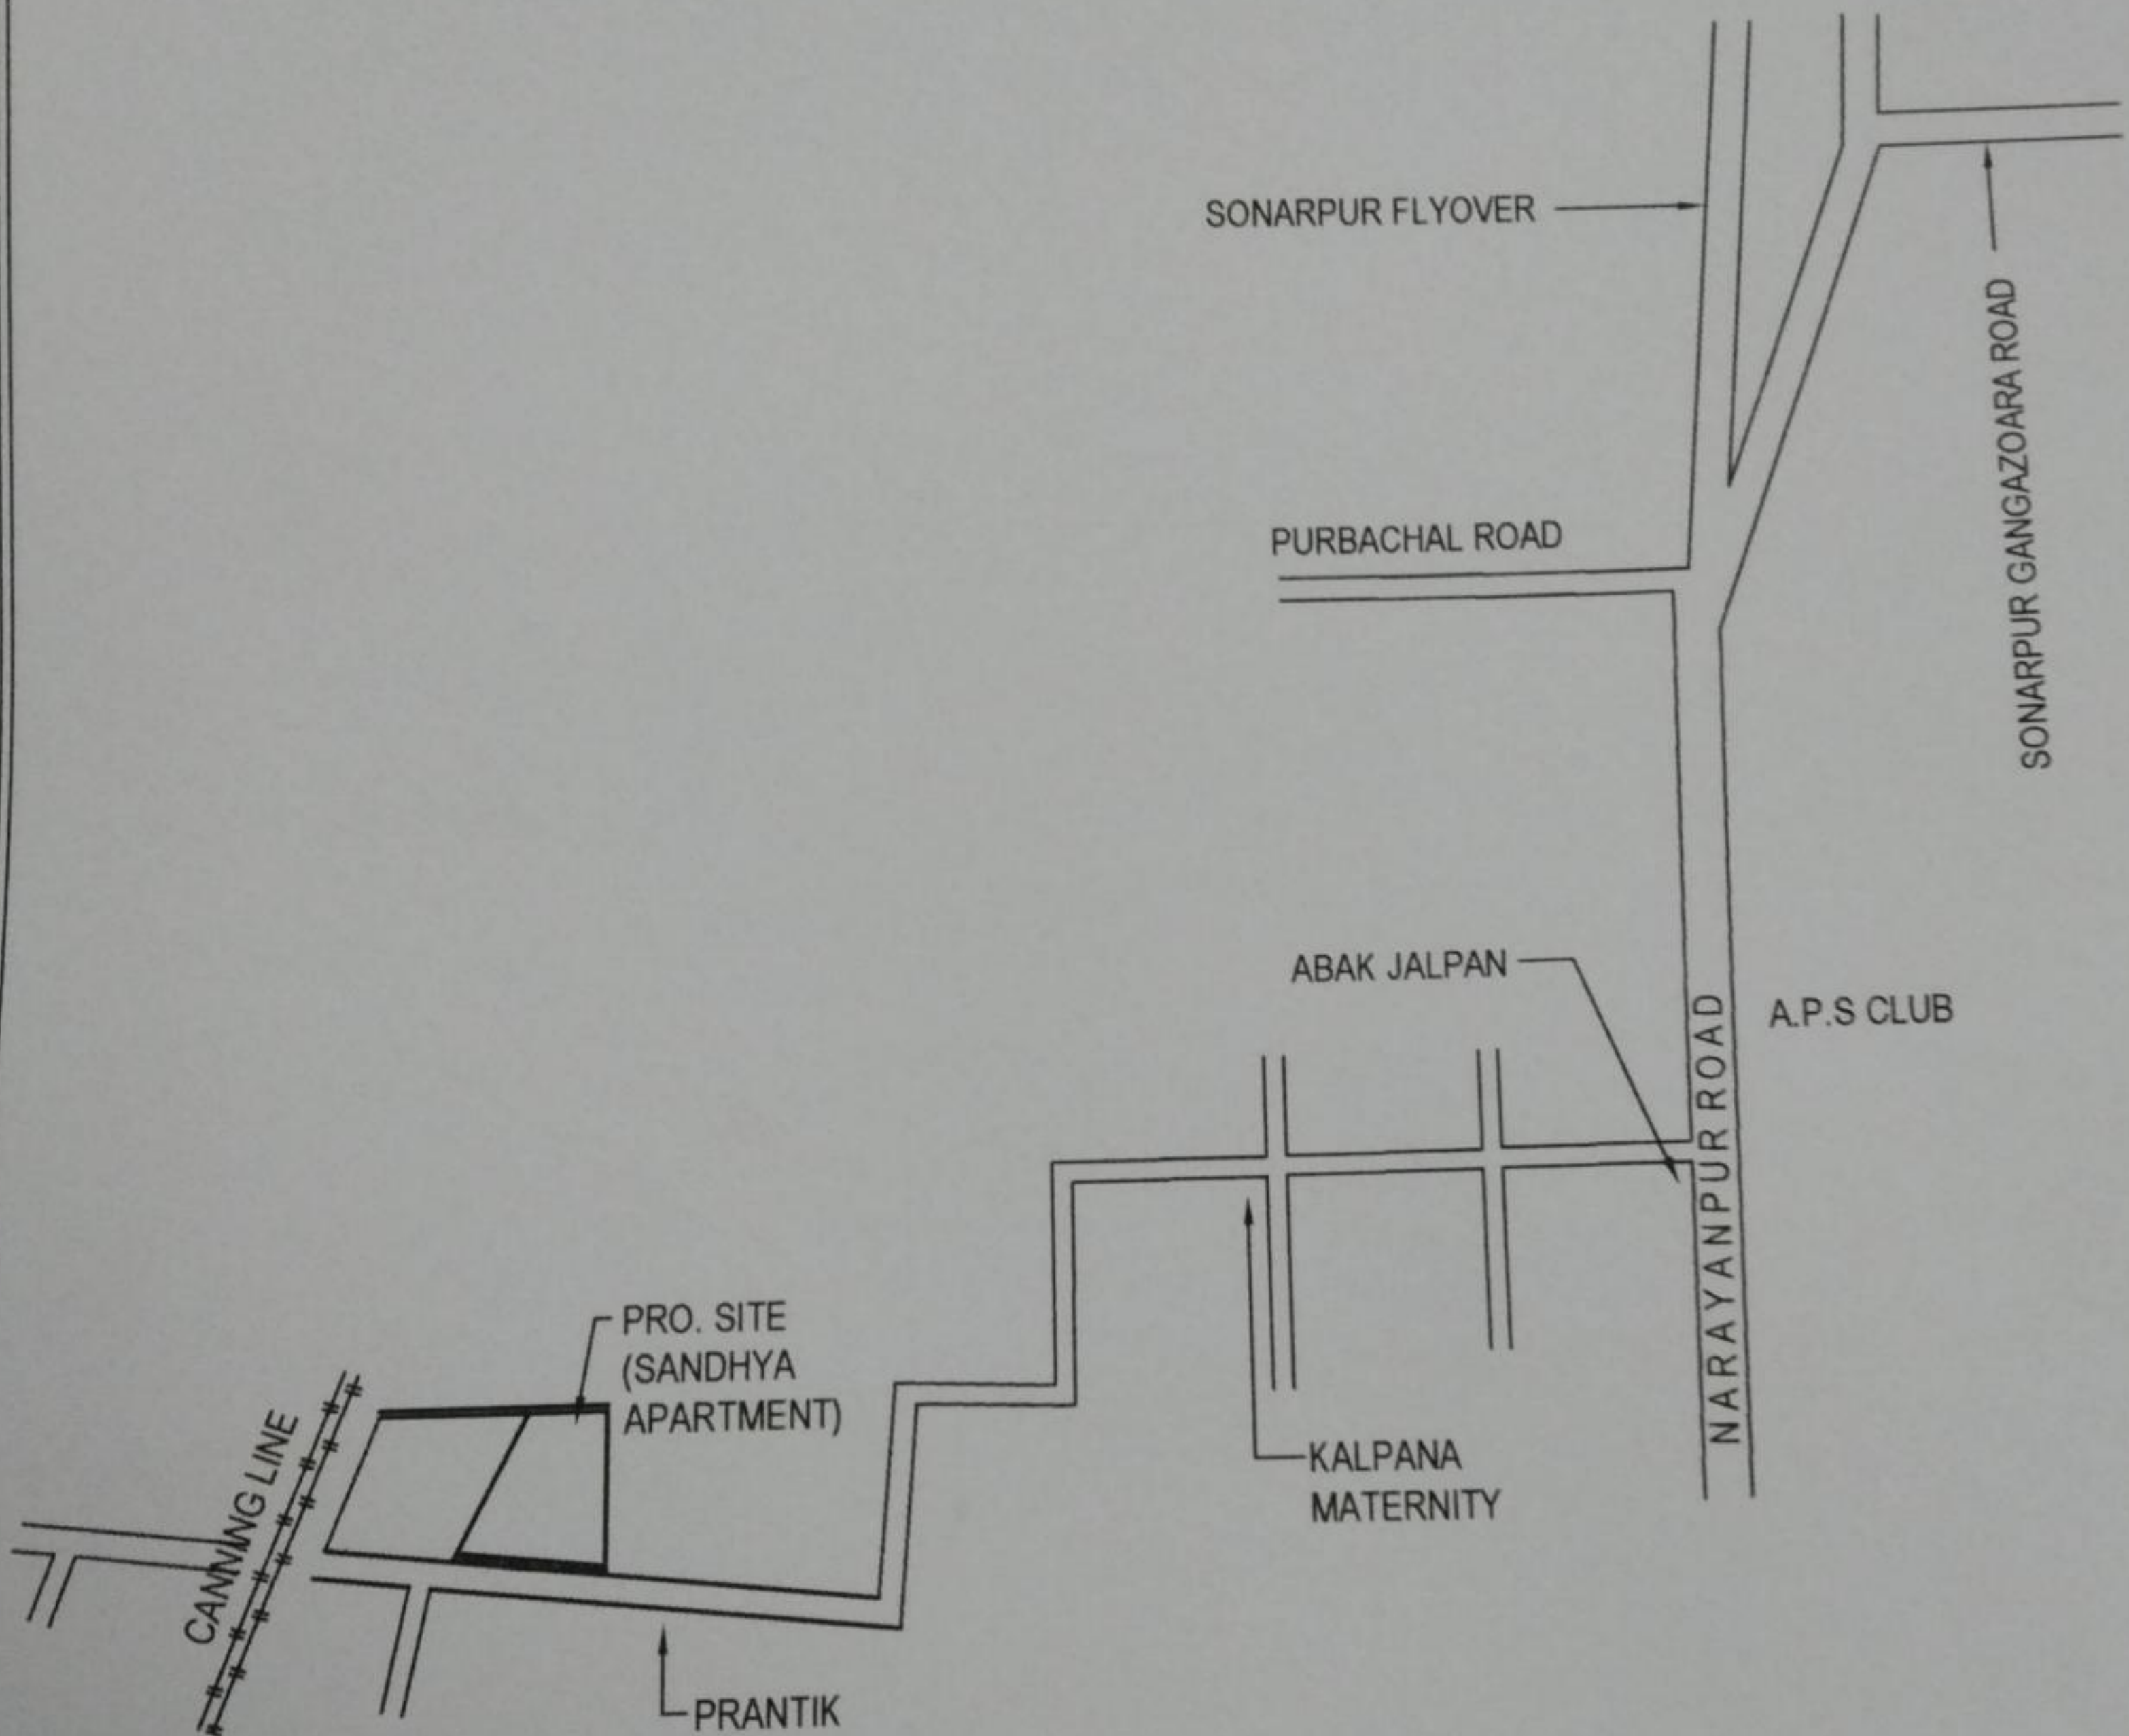 SONARPUR FLYOVER
SONARPUR GANGAZOARA ROAD
PURBACHAL ROAD
ABAK JALPAN
A.P.S CLUB
NARAYANPUR ROAD
PRO. SITE
(SANDHYA
APARTMENT)
CANNING LINE
KALPANA
MATERNITY
PRANTIK